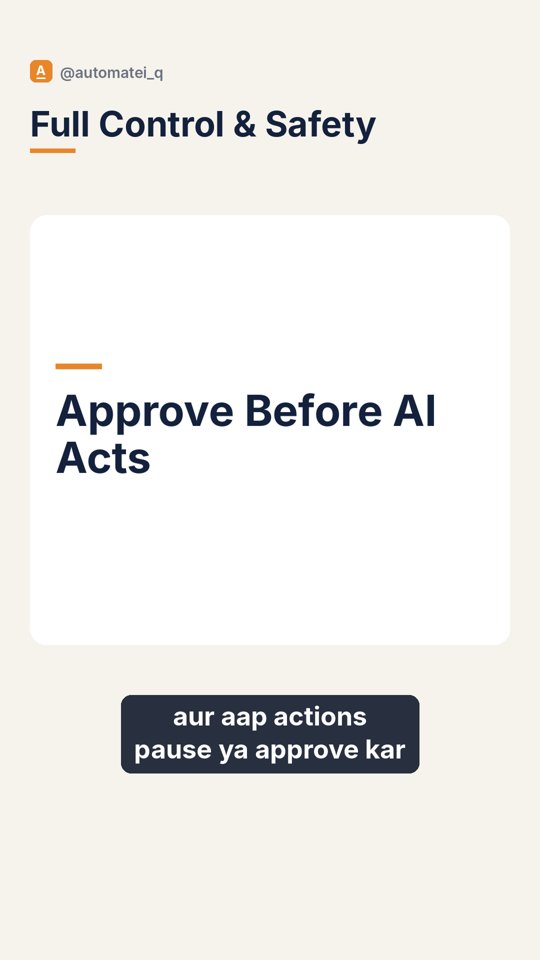 A
@automatei_q
Full Control & Safety
Approve Before AI
Acts
aur aap actions
pause ya approve kar